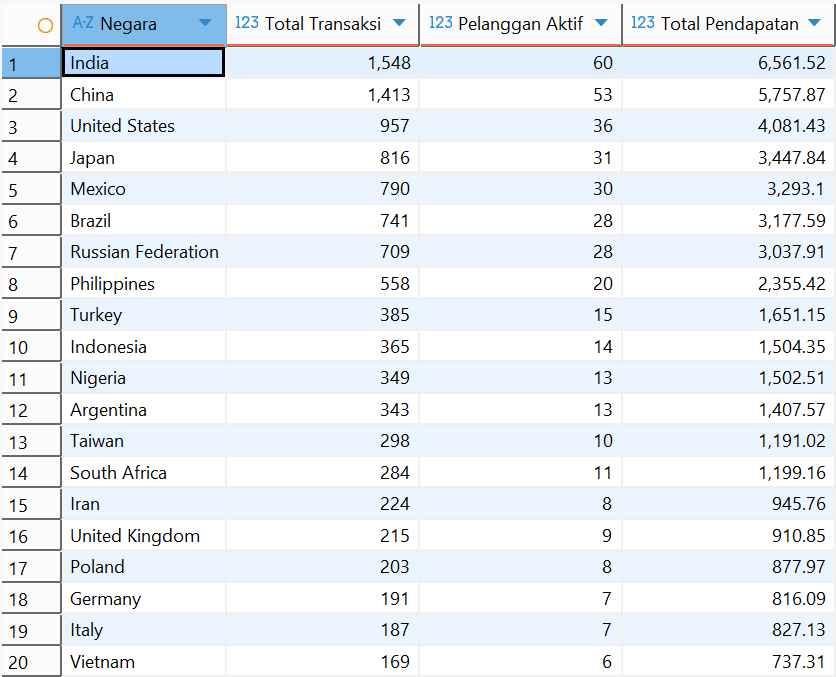 A-Z Negara 123 Total Transaksi 123 Pelanggan Aktif 123 Total Pendapatan
1 India 1,548 60 6,561.52
2 China 1,413 53 5,757.87
3 United States 957 36 4,081.43
4 Japan 816 31 3,447.84
5 Mexico 790 30 3,293.1
6 Brazil 741 28 3,177.59
7 Russian Federation 709 28 3,037.91
8 Philippines 558 20 2,355.42
9 Turkey 385 15 1,651.15
10 Indonesia 365 14 1,504.35
11 Nigeria 349 13 1,502.51
12 Argentina 343 13 1,407.57
13 Taiwan 298 10 1,191.02
14 South Africa 284 11 1,199.16
15 Iran 224 8 945.76
16 United Kingdom 215 9 910.85
17 Poland 203 8 877.97
18 Germany 191 7 816.09
19 Italy 187 7 827.13
20 Vietnam 169 6 737.31